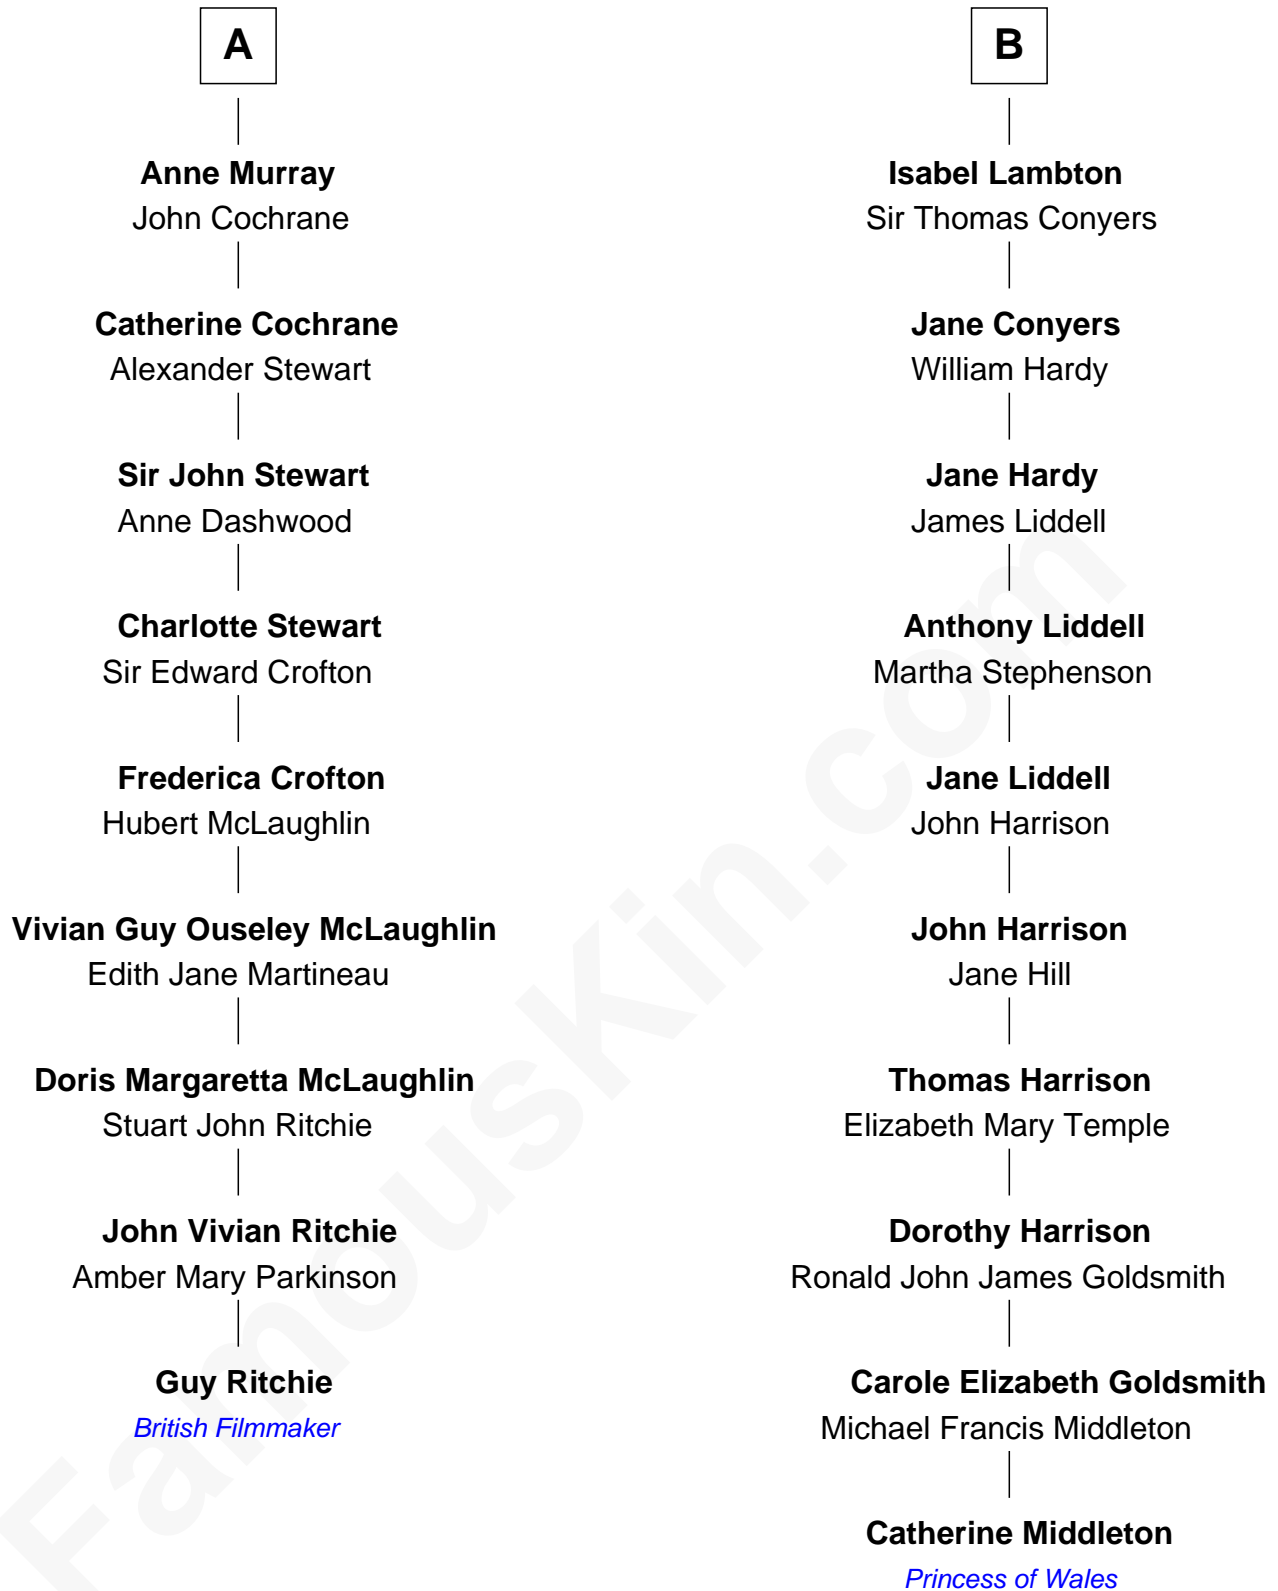 A
Anne Murray
John Cochrane
Catherine Cochrane
Alexander Stewart
Sir John Stewart
Anne Dashwood
Charlotte Stewart
Sir Edward Crofton
Frederica Crofton
Hubert McLaughlin
Vivian Guy Ouseley McLaughlin
Edith Jane Martineau
Doris Margaretta McLaughlin
Stuart John Ritchie
John Vivian Ritchie
Amber Mary Parkinson
Guy Ritchie
British Filmmaker
B
Isabel Lambton
Sir Thomas Conyers
Jane Conyers
William Hardy
Jane Hardy
James Liddell
Anthony Liddell
Martha Stephenson
Jane Liddell
John Harrison
John Harrison
Jane Hill
Thomas Harrison
Elizabeth Mary Temple
Dorothy Harrison
Ronald John James Goldsmith
Carole Elizabeth Goldsmith
Michael Francis Middleton
Catherine Middleton
Princess of Wales
FamousKin.com